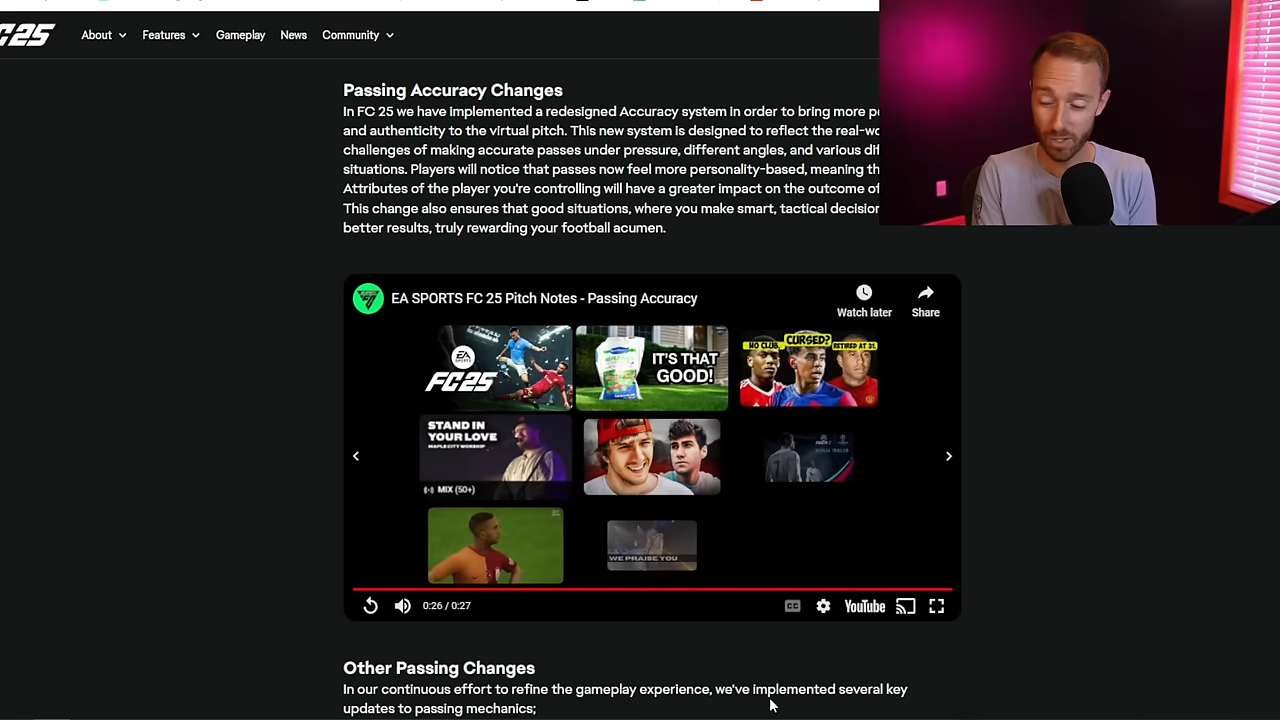 FC25
About
Features
Gameplay
News
Community
Passing Accuracy Changes
In FC 25 we have implemented a redesigned Accuracy system in order to bring more
and authenticity to the virtual pitch. This new system is designed to reflect the
challenges of making accurate passes under pressure, different angles, and various
situations. Players will notice that passes now feel more personality-based, meaning
Attributes of the player you're controlling will have a greater impact on the outcome of
This change also ensures that good situations, where you make smart, tactical
better results, truly rewarding your football acumen.
EA SPORTS FC 25 Pitch Notes - Passing Accuracy
Watch later
Share
EA SPORTS
FC25
IT'S THAT
GOOD!
NO CLUB.
CURSED?
RETIRED AT 31.
STAND IN
YOUR LOVE
MAPLE CITY WORSHIP
MIX (50+)
WE PRAISE YOU
0:26 / 0:27
CC
YouTube
Other Passing Changes
In our continuous effort to refine the gameplay experience, we've implemented several key
updates to passing mechanics;